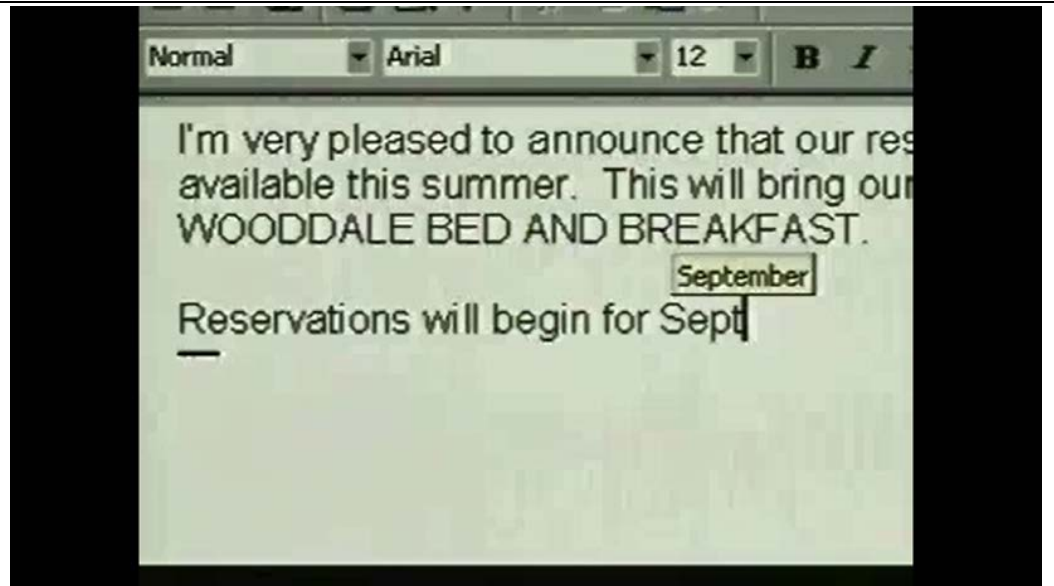 Normal Arial 12 B I
I'm very pleased to announce that our res
available this summer. This will bring our
WOODDALE BED AND BREAKFAST.
September
Reservations will begin for Sept